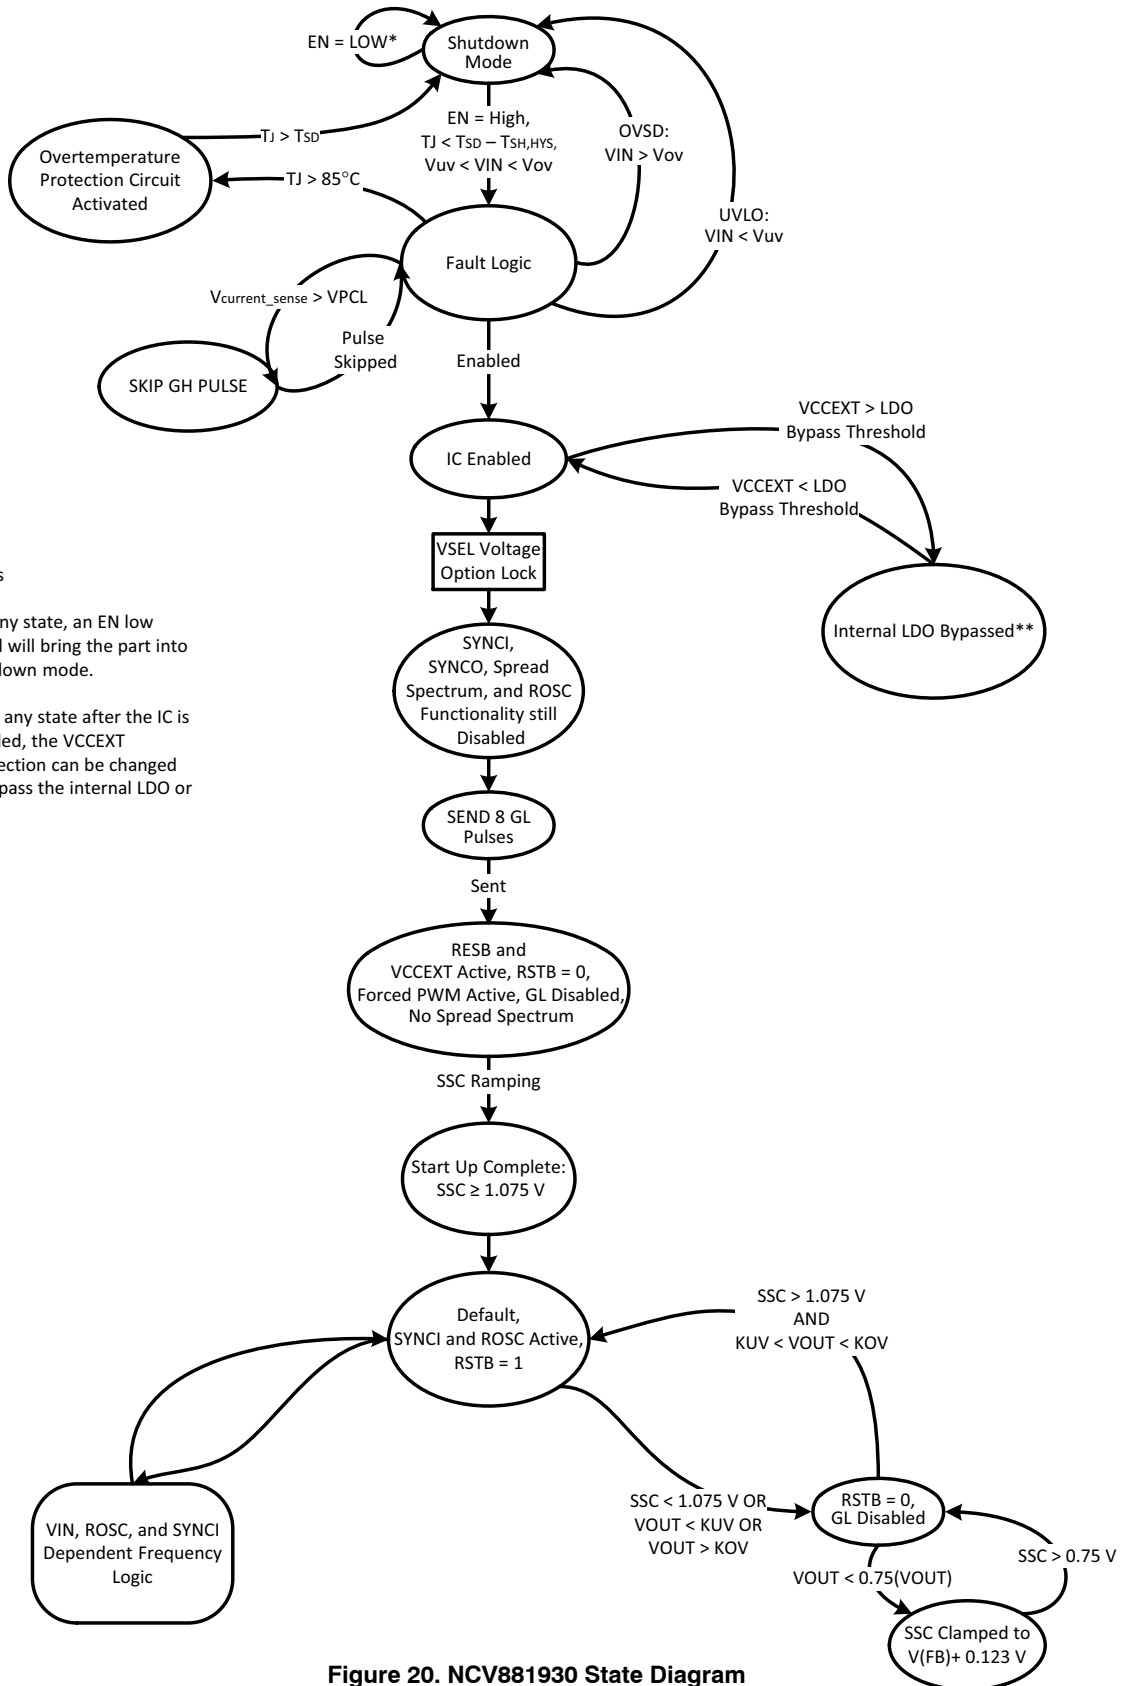 EN = LOW*
Shutdown
Mode
EN = High,
TJ < TSD – TSH,HYS,
Vuv < VIN < Vov
OVSD:
VIN > Vov
UVLO:
VIN < Vuv
TJ > TSD
Overtemperature
Protection Circuit
Activated
TJ > 85°C
Fault Logic
Vcurrent_sense > VPCL
Pulse
Skipped
SKIP GH PULSE
Enabled
IC Enabled
VCCEXT > LDO
Bypass Threshold
VCCEXT < LDO
Bypass Threshold
Internal LDO Bypassed**
VSEL Voltage
Option Lock
state, an EN low
will bring the part into
mode.
any state after the IC is
the VCCEXT
can be changed
the internal LDO or
SYNCI,
SYNCO, Spread
Spectrum, and ROSC
Functionality still
Disabled
SEND 8 GL
Pulses
Sent
RESB and
VCCEXT Active, RSTB = 0,
Forced PWM Active, GL Disabled,
No Spread Spectrum
SSC Ramping
Start Up Complete:
SSC ≥ 1.075 V
Default,
SYNCI and ROSC Active,
RSTB = 1
SSC > 1.075 V
AND
KUV < VOUT < KOV
VIN, ROSC, and SYNCI
Dependent Frequency
Logic
SSC < 1.075 V OR
VOUT < KUV OR
VOUT > KOV
RSTB = 0,
GL Disabled
VOUT < 0.75(VOUT)
SSC > 0.75 V
SSC Clamped to
V(FB)+ 0.123 V
Figure 20. NCV881930 State Diagram